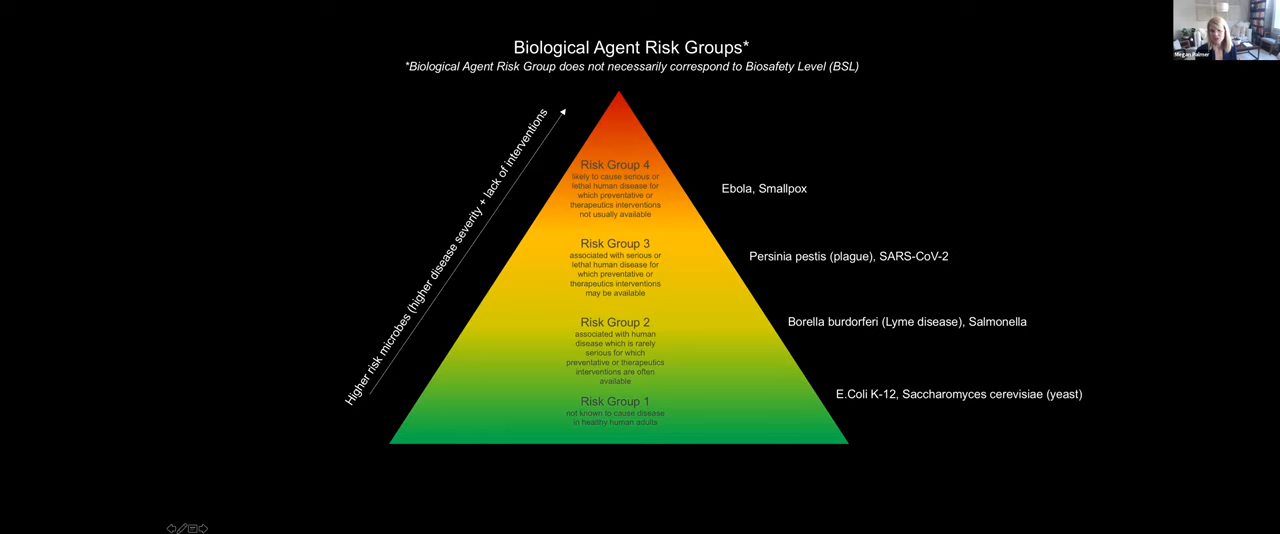 Biological Agent Risk Groups*
*Biological Agent Risk Group does not necessarily correspond to Biosafety Level (BSL)
Megan Palmer
Higher risk microbes (higher disease severity + lack of interventions
Risk Group 4
likely to cause serious or
lethal human disease for
which preventative or
therapeutics interventions
not usually available
Ebola, Smallpox
Risk Group 3
associated with serious or
lethal human disease for
which preventative or
therapeutics interventions
may be available
Persinia pestis (plague), SARS-CoV-2
Risk Group 2
associated with human
disease which is rarely
serious for which
preventative or therapeutics
interventions are often
available
Borella burdorferi (Lyme disease), Salmonella
Risk Group 1
not known to cause disease
in healthy human adults
E.Coli K-12, Saccharomyces cerevisiae (yeast)